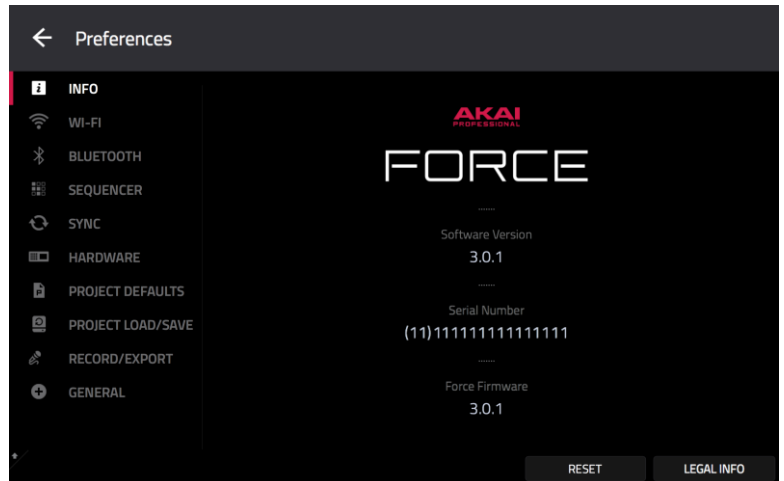 Preferences
INFO
WI-FI
BLUETOOTH
SEQUENCER
SYNC
HARDWARE
PROJECT DEFAULTS
PROJECT LOAD/SAVE
RECORD/EXPORT
GENERAL
AKAI
PROFESSIONAL
FORCE
Software Version
3.0.1
Serial Number
(11)111111111111111
Force Firmware
3.0.1
RESET
LEGAL INFO